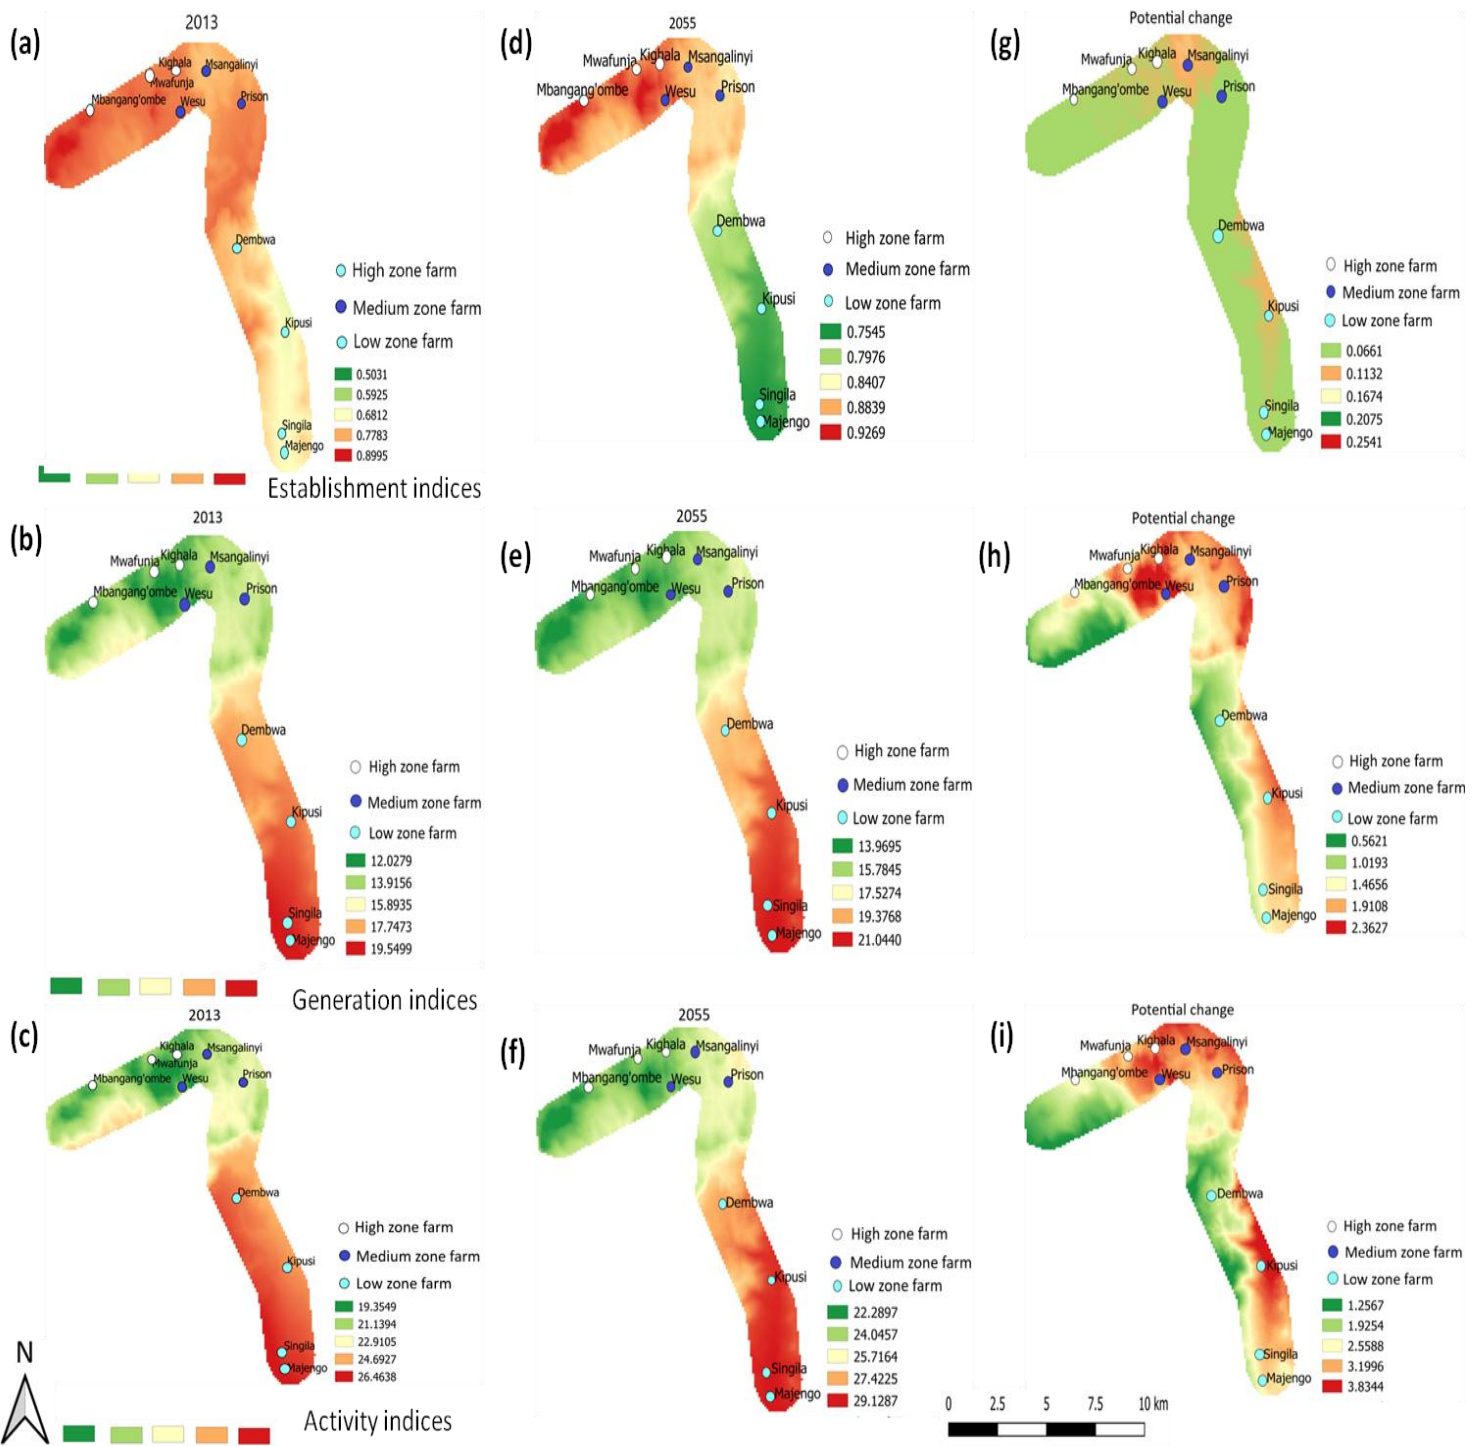 (a)
2013
Kighala
Mwafunja
Msangalinyi
Mbangang'ombe
Wesu
Prison
Dembwa
Kipusi
Singila
Majengo
High zone farm
Medium zone farm
Low zone farm
0.5031
0.5925
0.6812
0.7783
0.8995
Establishment indices
(d)
2055
Mwafunja
Kighala
Msangalinyi
Mbangang'ombe
Wesu
Prison
Dembwa
Kipusi
Singila
Majengo
High zone farm
Medium zone farm
Low zone farm
0.7545
0.7976
0.8407
0.8839
0.9269
(g)
Potential change
Mwafunja
Kighala
Msangalinyi
Mbangang'ombe
Wesu
Prison
Dembwa
Kipusi
Singila
Majengo
High zone farm
Medium zone farm
Low zone farm
0.0661
0.1132
0.1674
0.2075
0.2541
(b)
2013
Mwafunja
Kighala
Msangalinyi
Mbangang'ombe
Wesu
Prison
Dembwa
Kipusi
Singila
Majengo
High zone farm
Medium zone farm
Low zone farm
12.0279
13.9156
15.8935
17.7473
19.5499
Generation indices
(e)
2055
Mwafunja
Kighala
Msangalinyi
Mbangang'ombe
Wesu
Prison
Dembwa
Kipusi
Singila
Majengo
High zone farm
Medium zone farm
Low zone farm
13.9695
15.7845
17.5274
19.3768
21.0440
(h)
Potential change
Mwafunja
Kighala
Msangalinyi
Mbangang'ombe
Wesu
Prison
Dembwa
Kipusi
Singila
Majengo
High zone farm
Medium zone farm
Low zone farm
0.5621
1.0193
1.4656
1.9108
2.3627
(c)
2013
Kighala
Mwafunja
Msangalinyi
Mbangang'ombe
Wesu
Prison
Dembwa
Kipusi
Singila
Majengo
High zone farm
Medium zone farm
Low zone farm
19.3549
21.1394
22.9105
24.6927
26.4638
N
Activity indices
(f)
2055
Mwafunja
Kighala
Msangalinyi
Mbangang'ombe
Wesu
Prison
Dembwa
Kipusi
Singila
Majengo
High zone farm
Medium zone farm
Low zone farm
22.2897
24.0457
25.7164
27.4225
29.1287
(i)
Potential change
Mwafunja
Kighala
Msangalinyi
Mbangang'ombe
Wesu
Prison
Dembwa
Kipusi
Singila
Majengo
High zone farm
Medium zone farm
Low zone farm
1.2567
1.9254
2.5588
3.1996
3.8344
0 2.5 5 7.5 10 km